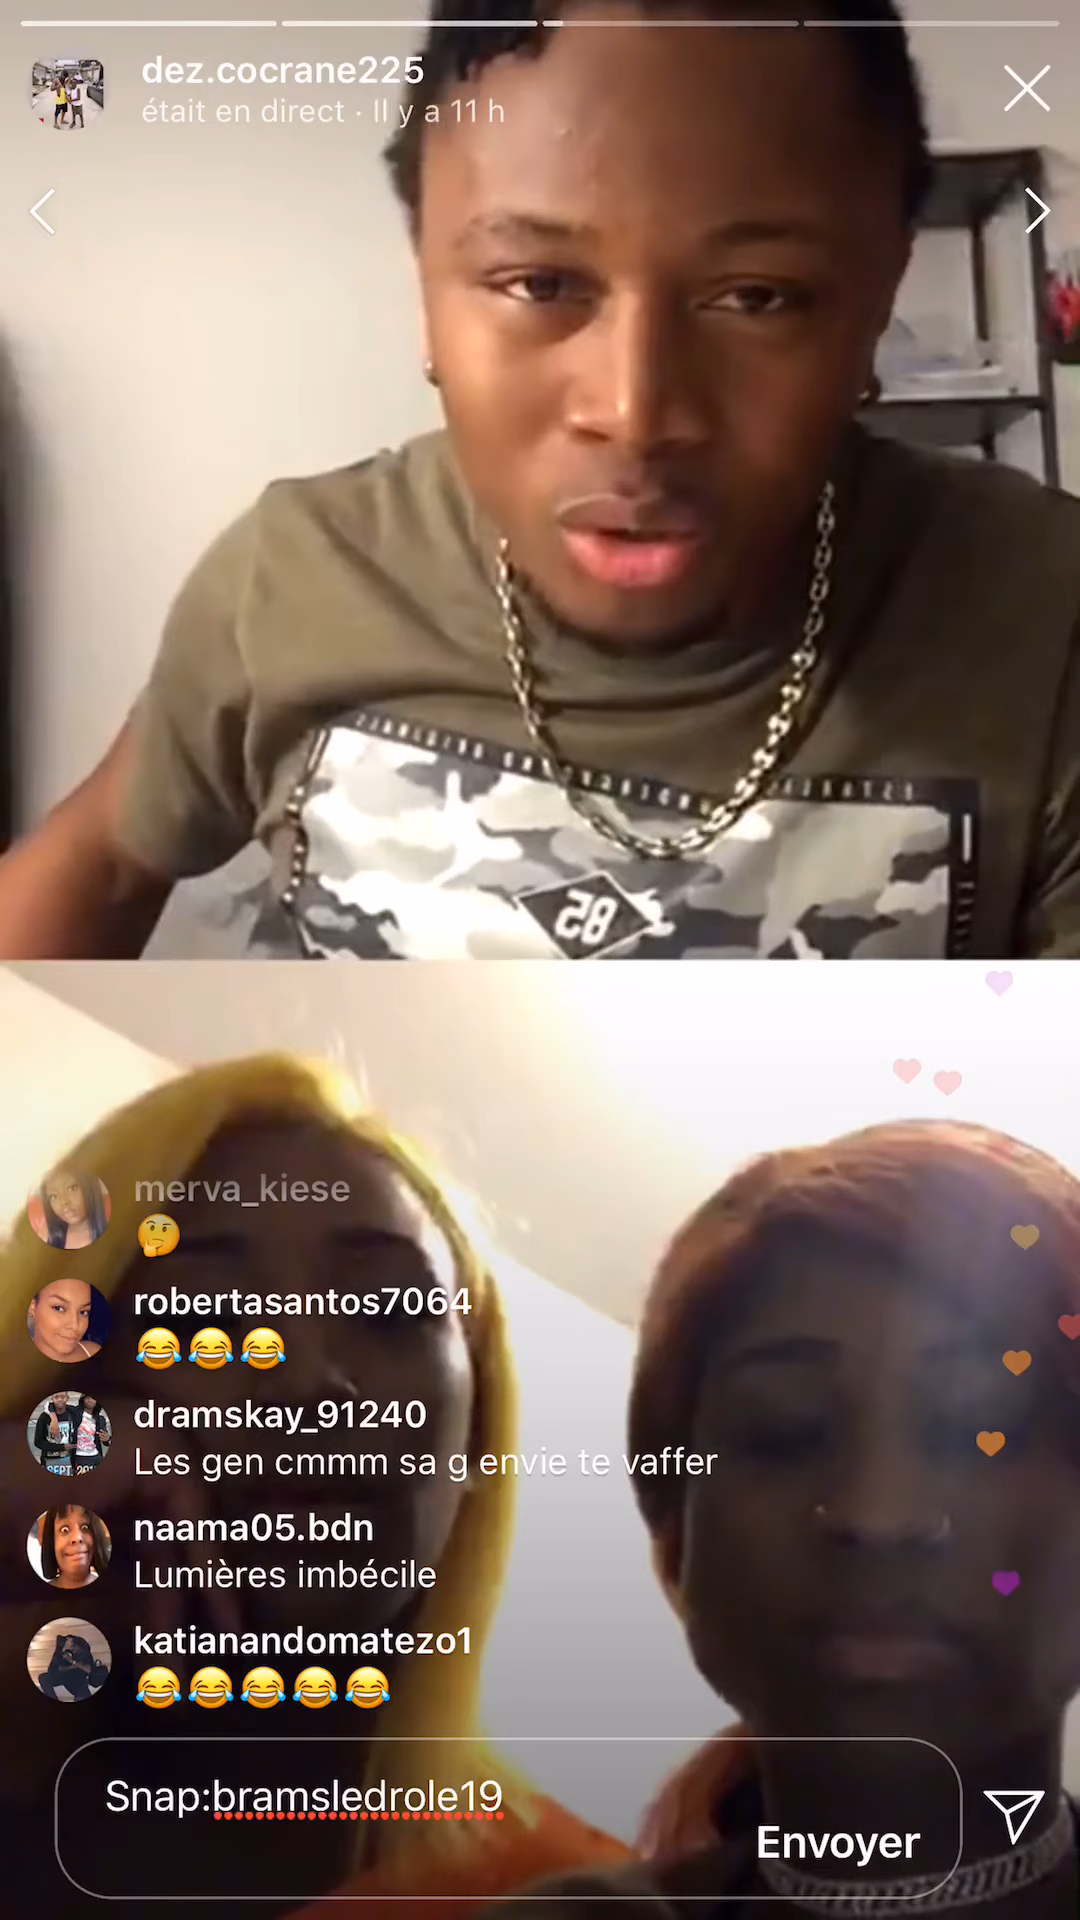 dez.cocrane225
était en direct · Il y a 11 h
28
merva_kiese
🤔
robertasantos7064
😂😂😂
dramskay_91240
Les gen cmmm sa g envie te vaffer
naama05.bdn
Lumières imbécile
katianandomatezo1
😂😂😂😂😂
Snap:bramsledrole19
Envoyer